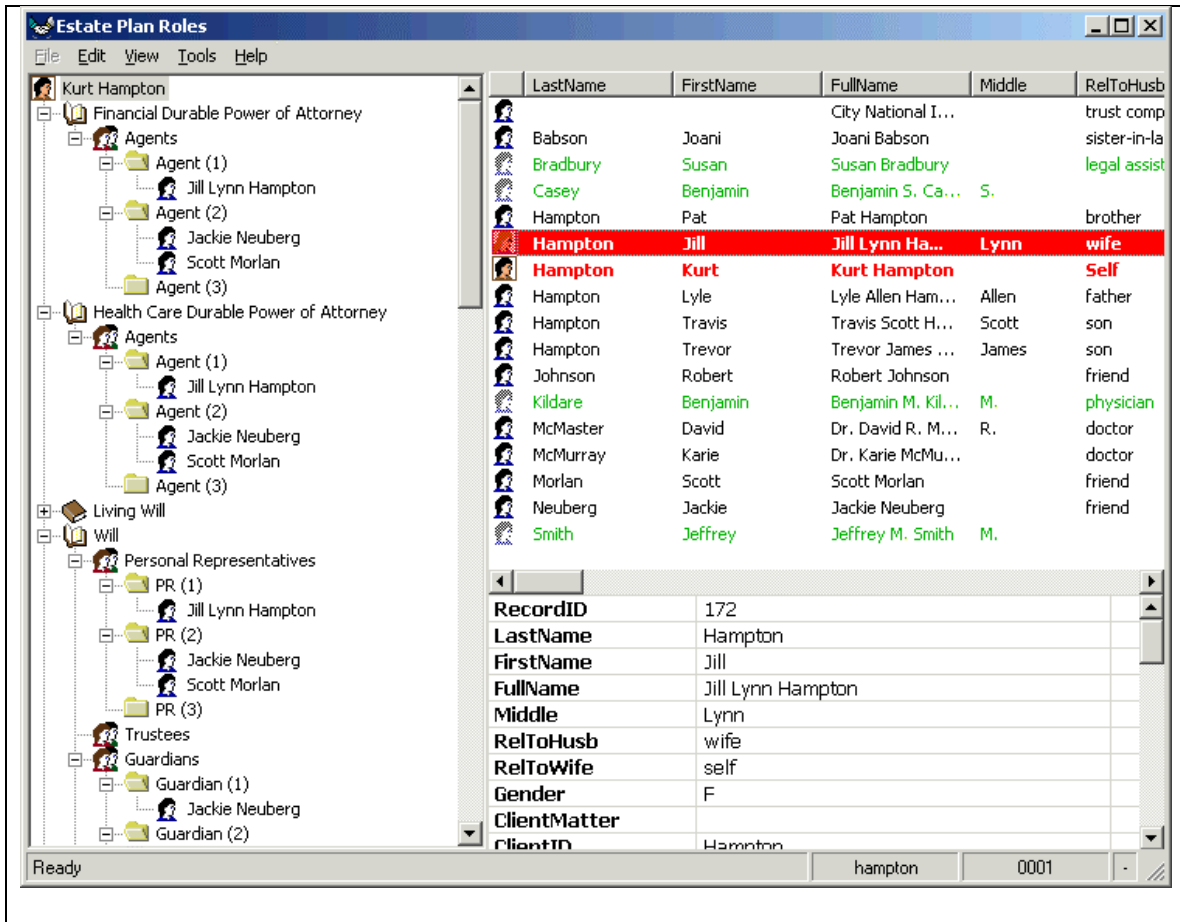 Estate Plan Roles
File Edit View Tools Help
Kurt Hampton
Financial Durable Power of Attorney
Agents
Agent (1)
Jill Lynn Hampton
Agent (2)
Jackie Neuberg
Scott Morlan
Agent (3)
Health Care Durable Power of Attorney
Agents
Agent (1)
Jill Lynn Hampton
Agent (2)
Jackie Neuberg
Scott Morlan
Agent (3)
Living Will
Will
Personal Representatives
PR (1)
Jill Lynn Hampton
PR (2)
Jackie Neuberg
Scott Morlan
PR (3)
Trustees
Guardians
Guardian (1)
Jackie Neuberg
Guardian (2)
LastName FirstName FullName Middle RelToHusb
City National I... trust comp
Babson Joani Joani Babson sister-in-la
Bradbury Susan Susan Bradbury legal assist
Casey Benjamin Benjamin S. Ca... S.
Hampton Pat Pat Hampton brother
Hampton Jill Jill Lynn Ha... Lynn wife
Hampton Kurt Kurt Hampton Self
Hampton Lyle Lyle Allen Ham... Allen father
Hampton Travis Travis Scott H... Scott son
Hampton Trevor Trevor James ... James son
Johnson Robert Robert Johnson friend
Kildare Benjamin Benjamin M. Kil... M. physician
McMaster David Dr. David R. M... R. doctor
McMurray Karie Dr. Karie McMu... doctor
Morlan Scott Scott Morlan friend
Neuberg Jackie Jackie Neuberg friend
Smith Jeffrey Jeffrey M. Smith M.
RecordID 172
LastName Hampton
FirstName Jill
FullName Jill Lynn Hampton
Middle Lynn
RelToHusb wife
RelToWife self
Gender F
ClientMatter
ClientID Hampton
Ready hampton 0001 -